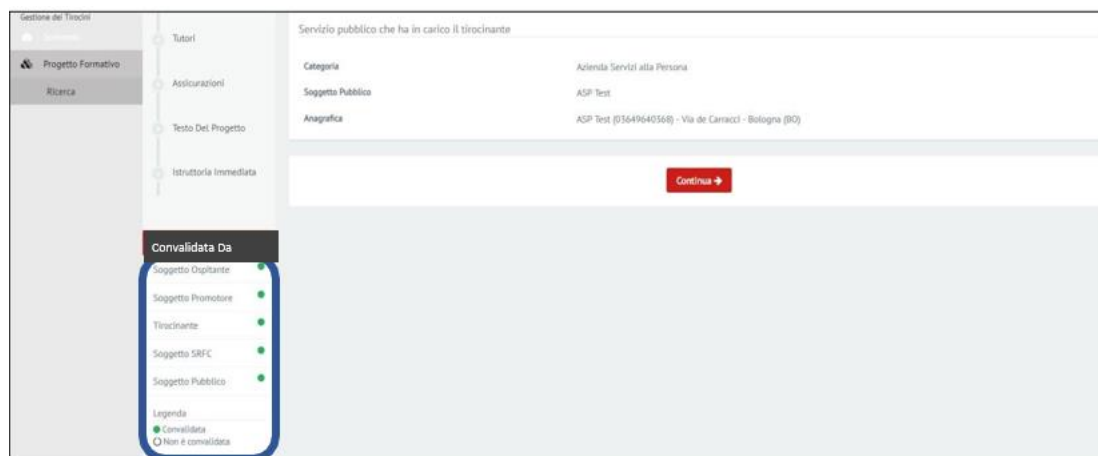 Gestione dei Tirocini
Progetto Formativo
Ricerca
Tutori
Assicurazioni
Testo Del Progetto
Istruttoria Immediata
Convalidata Da
Soggetto Ospitante
Soggetto Promotore
Tirocinante
Soggetto SRFC
Soggetto Pubblico
Legenda
Convalidata
Non è convalidata
Servizio pubblico che ha in carico il tirocinante
Categoria Azienda Servizi alla Persona
Soggetto Pubblico ASP Test
Anagrafica ASP Test (03649640368) - Via de Carracci - Bologna (BO)
Continua →